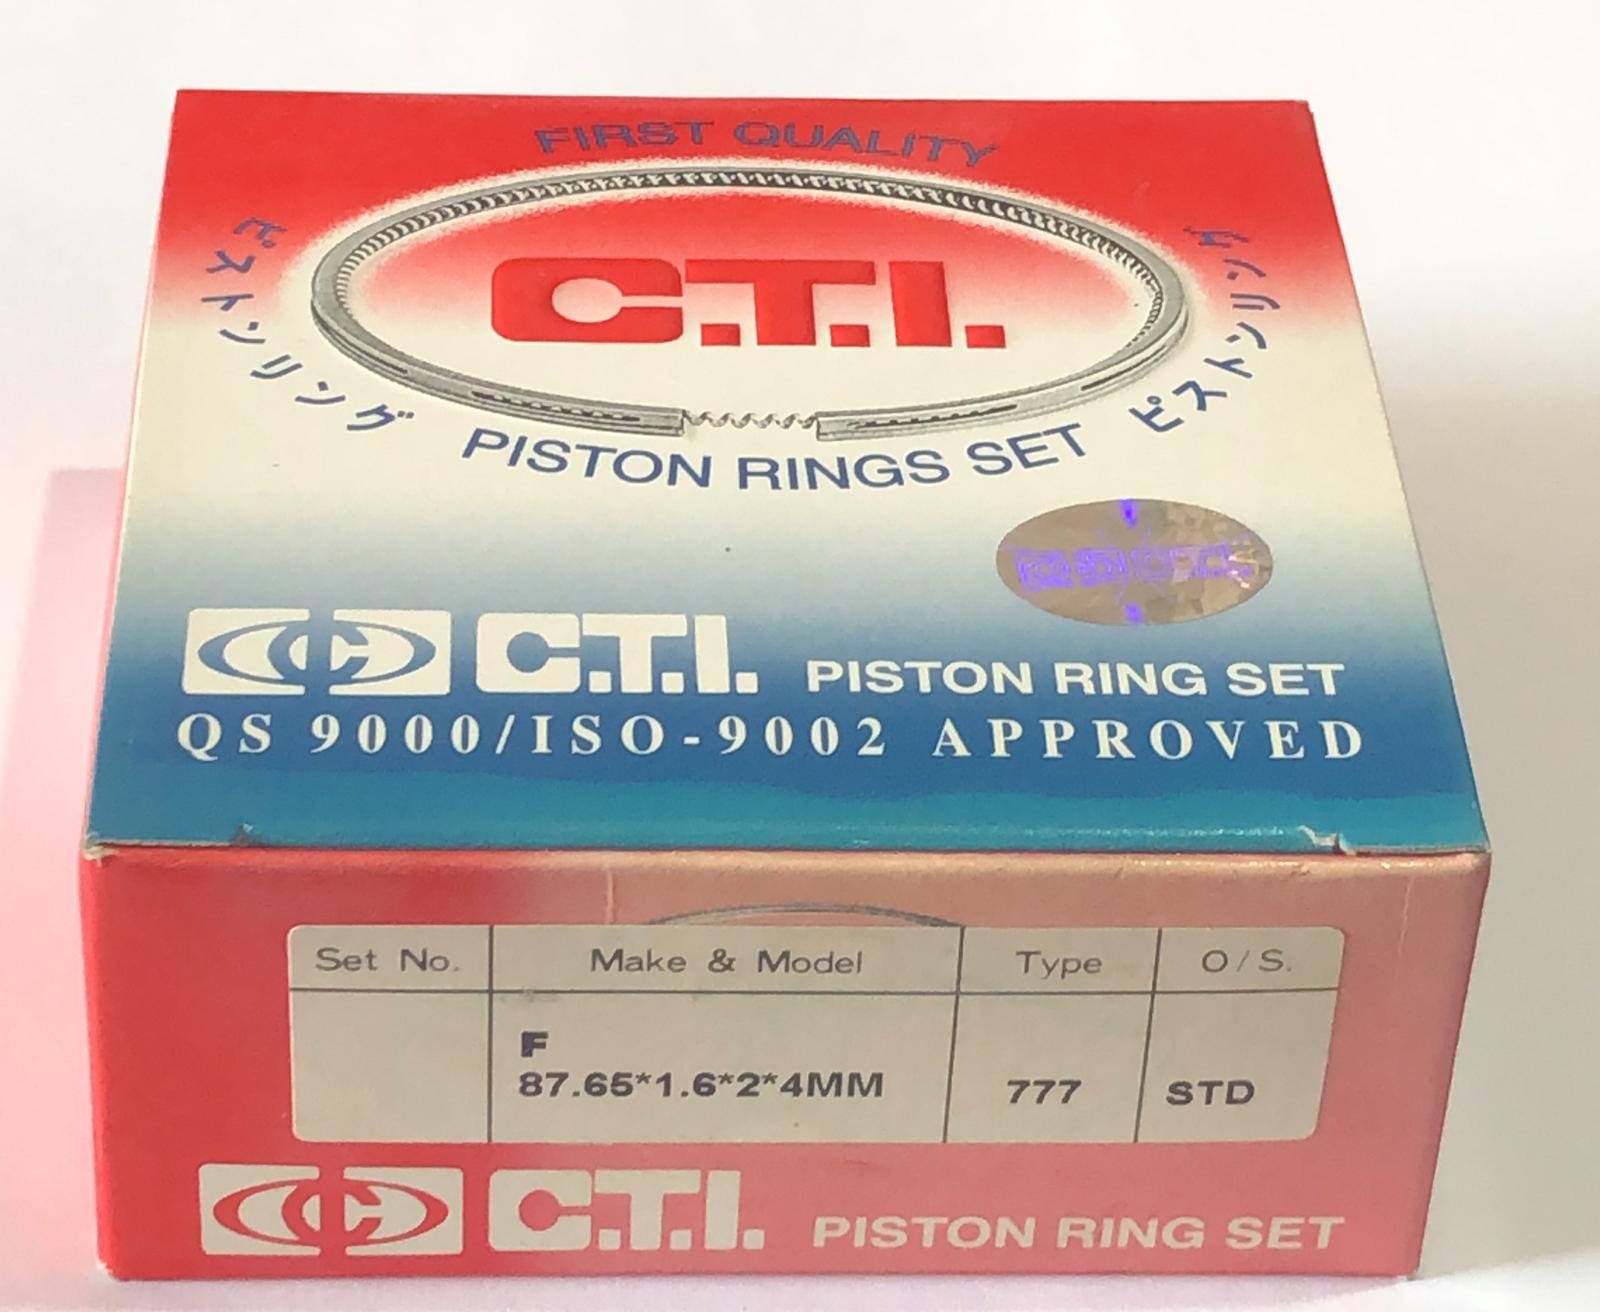 FIRST QUALITY
ピストンリング
C.T.I.
ピストンリング
PISTON RINGS SET
C.T.I. PISTON RING SET
QS 9000/ISO-9002 APPROVED
Set No. Make & Model Type O/S.
F
87.65*1.6*2*4MM 777 STD
C.T.I. PISTON RING SET